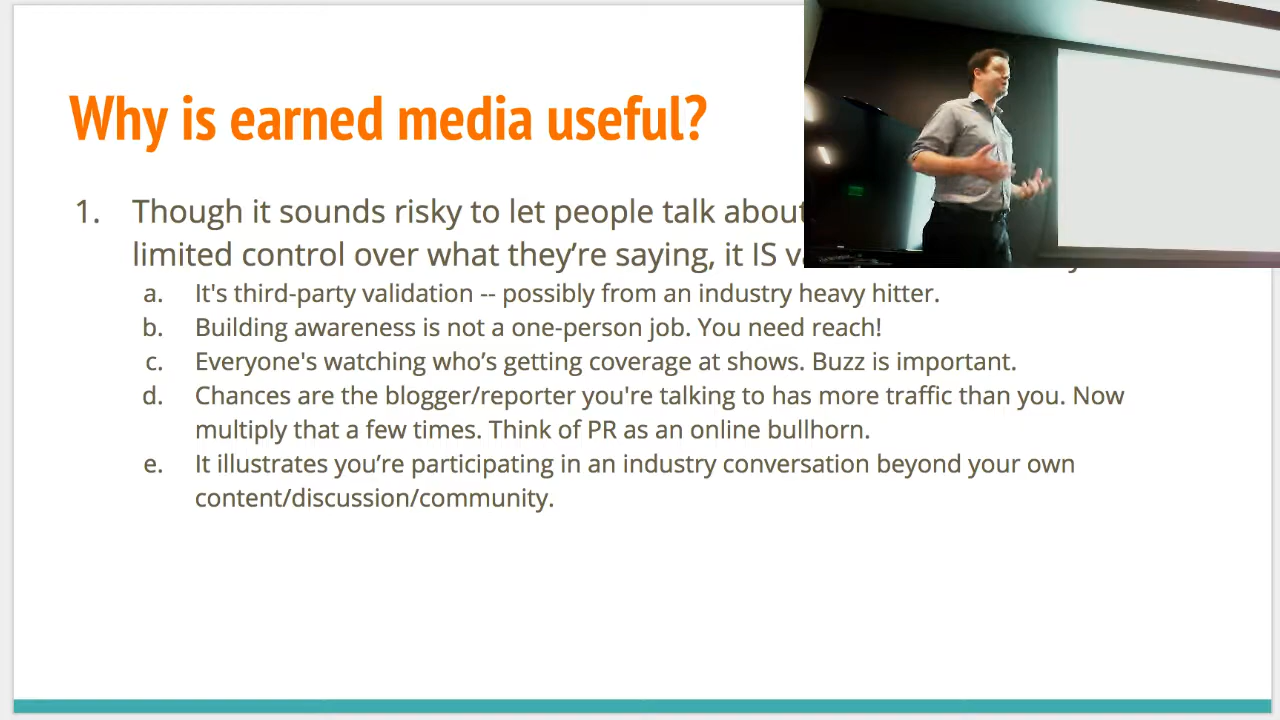 Why is earned media useful?
1. Though it sounds risky to let people talk about
limited control over what they're saying, it IS
a. It's third-party validation -- possibly from an industry heavy hitter.
b. Building awareness is not a one-person job. You need reach!
c. Everyone's watching who's getting coverage at shows. Buzz is important.
d. Chances are the blogger/reporter you're talking to has more traffic than you. Now
multiply that a few times. Think of PR as an online bullhorn.
e. It illustrates you're participating in an industry conversation beyond your own
content/discussion/community.